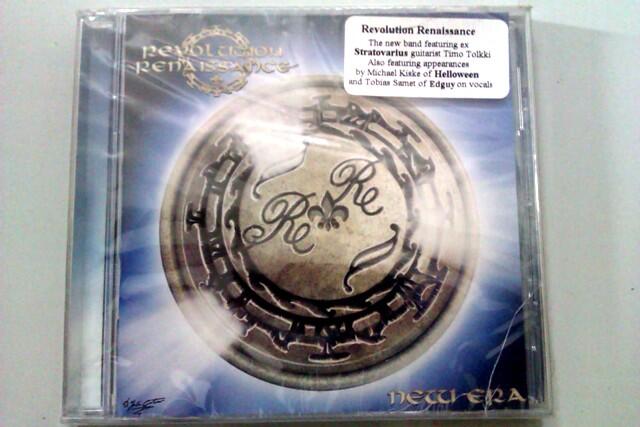 Revolution Renaissance
The new band featuring ex
Stratovarius guitarist Timo Tolkki
Also featuring appearances
by Michael Kiske of Helloween
and Tobias Samet of Edguy on vocals
REVOLUTION
RENAISSANCE
Re
Re
NEW ERA